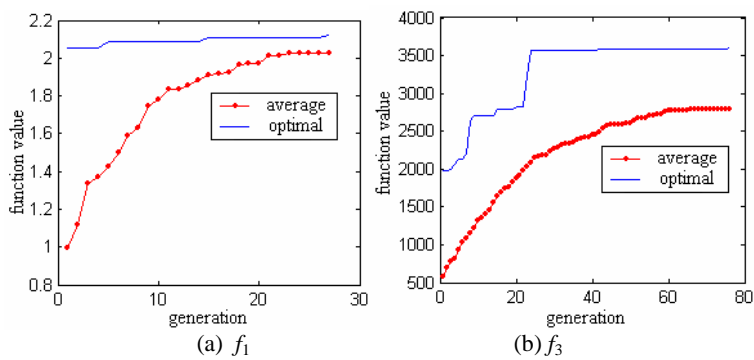 2.2
2
1.8
1.6
1.4
1.2
1
0.8
function value
average
optimal
0
10
20
30
generation
(a) f1
4000
3500
3000
2500
2000
1500
1000
500
function value
average
optimal
0
20
40
60
80
generation
(b) f3